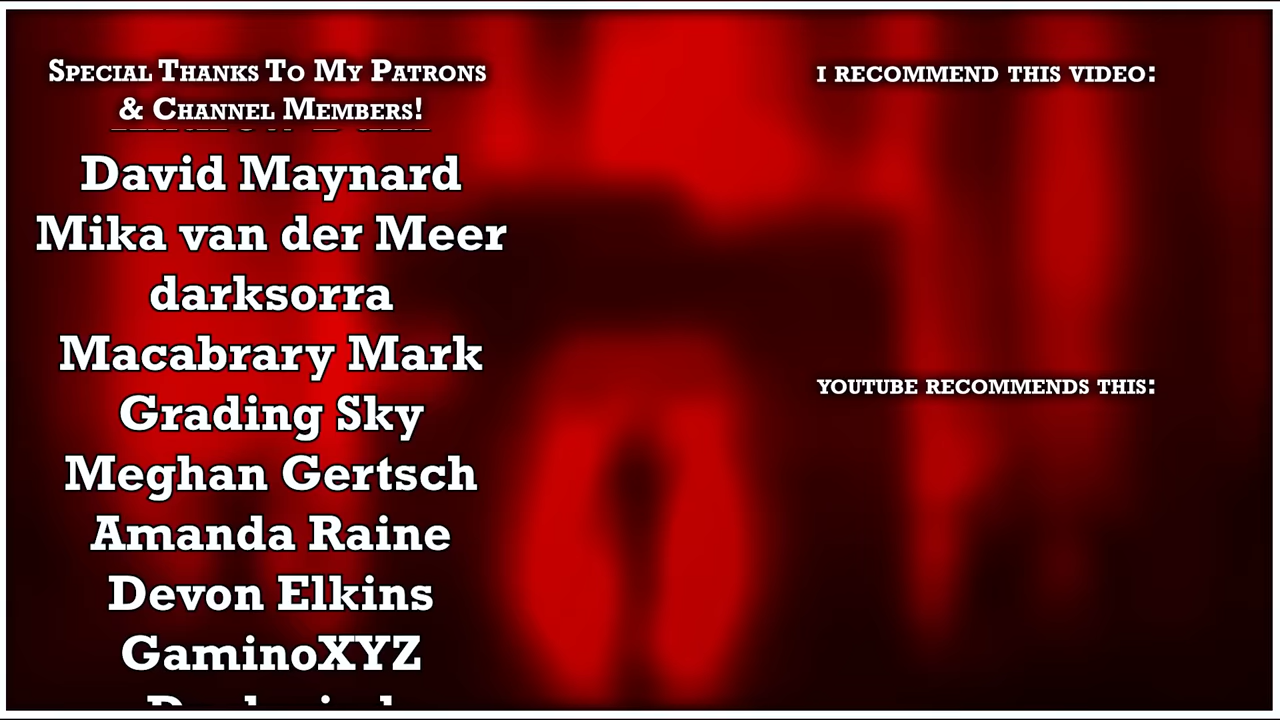 Special Thanks To My Patrons
& Channel Members!
David Maynard
Mika van der Meer
darksorra
Macabrary Mark
Grading Sky
Meghan Gertsch
Amanda Raine
Devon Elkins
GaminoXYZ
I RECOMMEND THIS VIDEO:
YOUTUBE RECOMMENDS THIS: